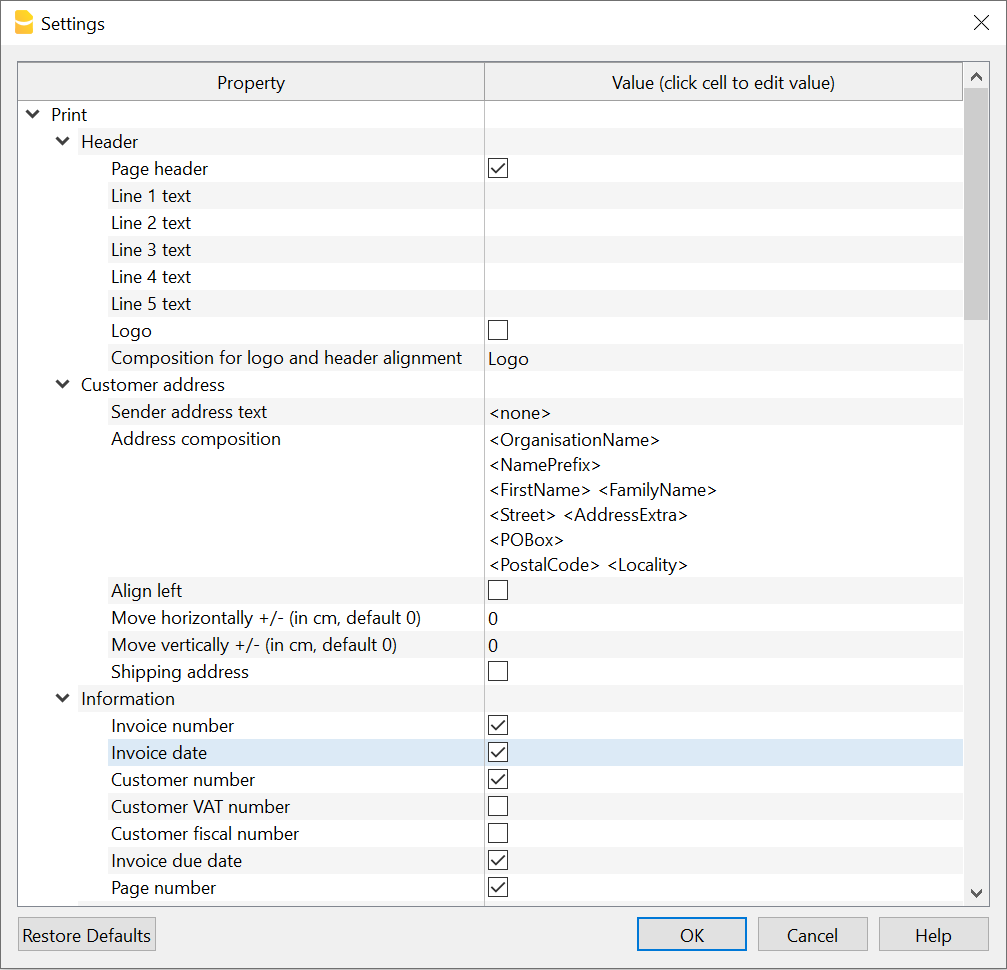 Settings
Property Value (click cell to edit value)
Print
Header
Page header
Line 1 text
Line 2 text
Line 3 text
Line 4 text
Line 5 text
Logo
Composition for logo and header alignment Logo
Customer address
Sender address text <none>
Address composition <OrganisationName>
<NamePrefix>
<FirstName> <FamilyName>
<Street> <AddressExtra>
<POBox>
<PostalCode> <Locality>
Align left
Move horizontally +/- (in cm, default 0) 0
Move vertically +/- (in cm, default 0) 0
Shipping address
Information
Invoice number
Invoice date
Customer number
Customer VAT number
Customer fiscal number
Invoice due date
Page number
Restore Defaults OK Cancel Help